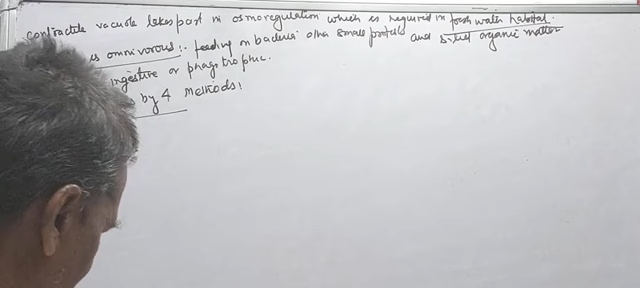 contractile vacuole takes part in osmoregulation which is required in fresh water habitat.
is omnivorous :- feeding on bacteria other small protists and organic matter
ingestive or phagotrophic.
by 4 Methods: